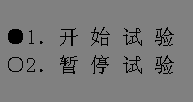 ●1. 开 始 试 验
○2. 暂 停 试 验